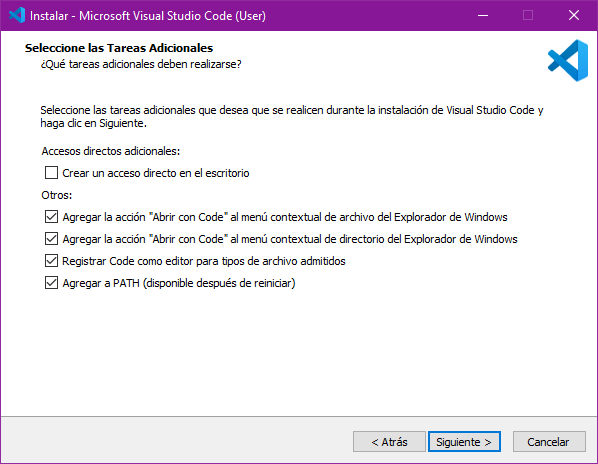 Instalar - Microsoft Visual Studio Code (User)
Seleccione las Tareas Adicionales
¿Qué tareas adicionales deben realizarse?
Seleccione las tareas adicionales que desea que se realicen durante la instalación de Visual Studio Code y
haga clic en Siguiente.
Accesos directos adicionales:
Crear un acceso directo en el escritorio
Otros:
Agregar la acción "Abrir con Code" al menú contextual de archivo del Explorador de Windows
Agregar la acción "Abrir con Code" al menú contextual de directorio del Explorador de Windows
Registrar Code como editor para tipos de archivo admitidos
Agregar a PATH (disponible después de reiniciar)
< Atrás
Siguiente >
Cancelar